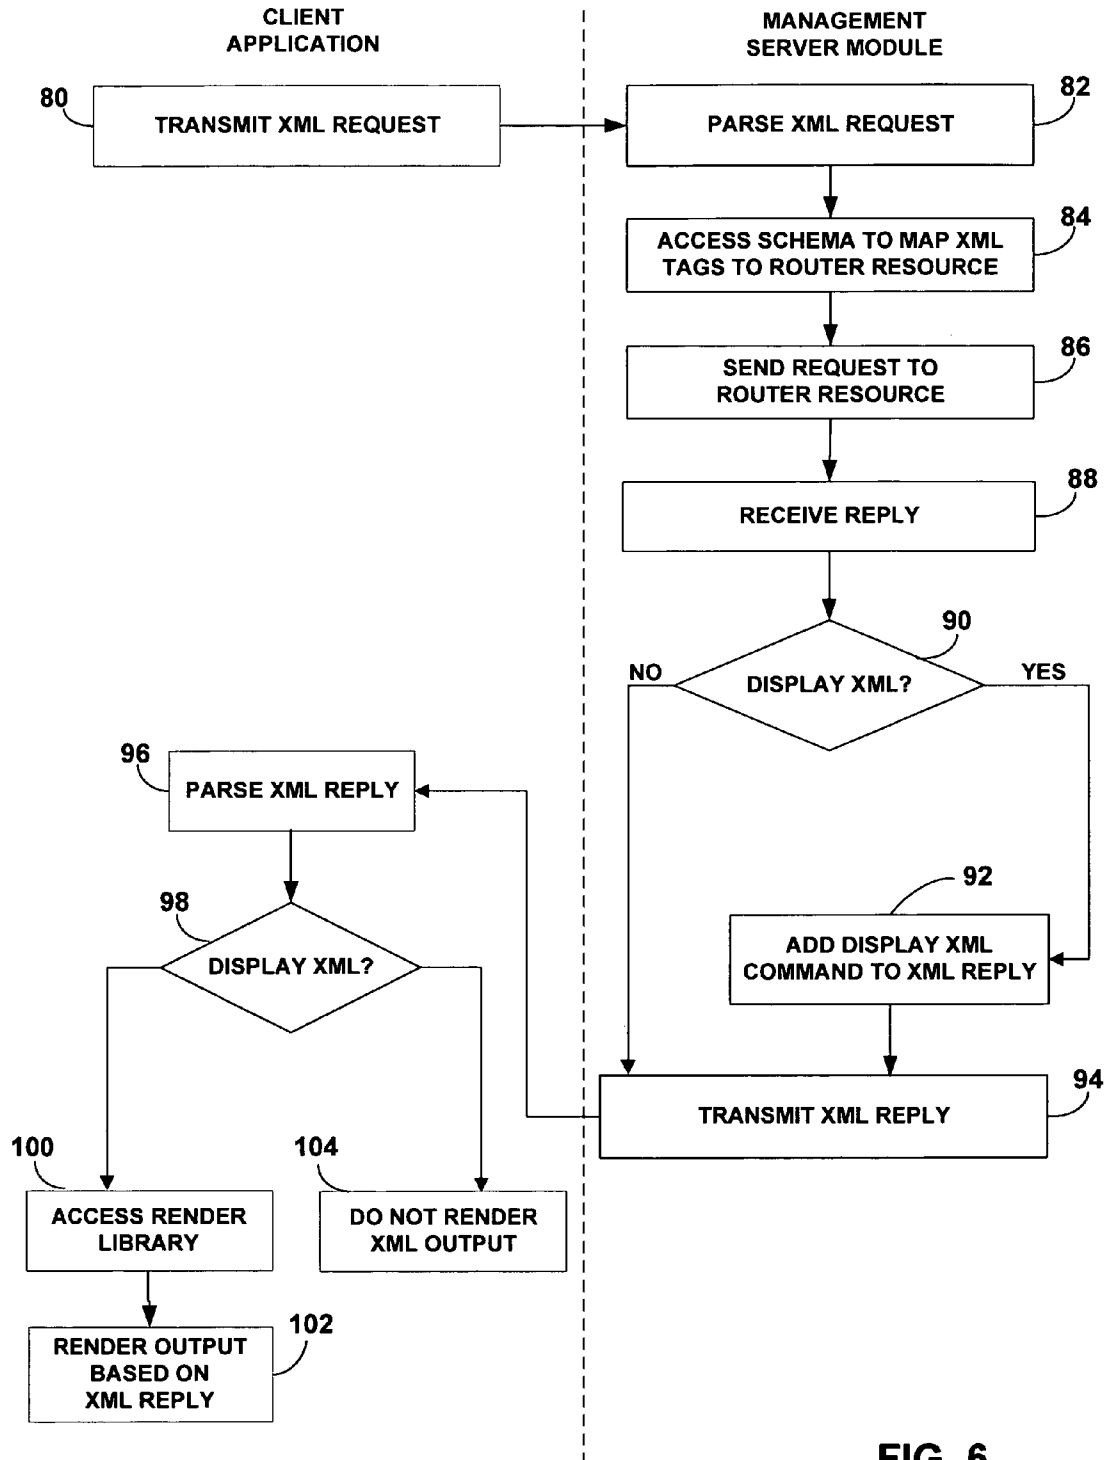 CLIENT
APPLICATION
MANAGEMENT
SERVER MODULE
80
TRANSMIT XML REQUEST
82
PARSE XML REQUEST
84
ACCESS SCHEMA TO MAP XML
TAGS TO ROUTER RESOURCE
86
SEND REQUEST TO
ROUTER RESOURCE
88
RECEIVE REPLY
90
NO
DISPLAY XML?
YES
92
ADD DISPLAY XML
COMMAND TO XML REPLY
94
TRANSMIT XML REPLY
96
PARSE XML REPLY
98
DISPLAY XML?
100
ACCESS RENDER
LIBRARY
104
DO NOT RENDER
XML OUTPUT
102
RENDER OUTPUT
BASED ON
XML REPLY
FIG. 6